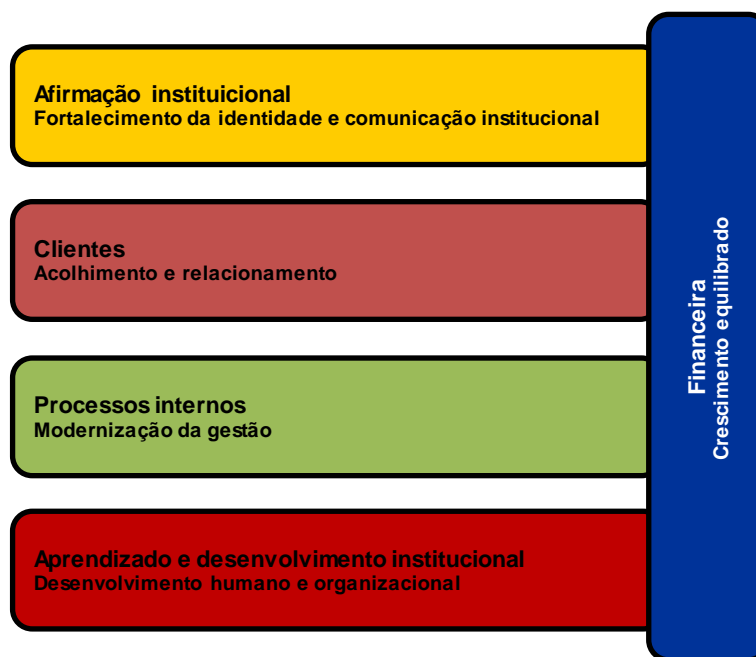 Afirmação instituicional
Fortalecimento da identidade e comunicação institucional
Clientes
Acolhimento e relacionamento
Processos internos
Modernização da gestão
Aprendizado e desenvolvimento institucional
Desenvolvimento humano e organizacional
Financeira
Crescimento equilibrado